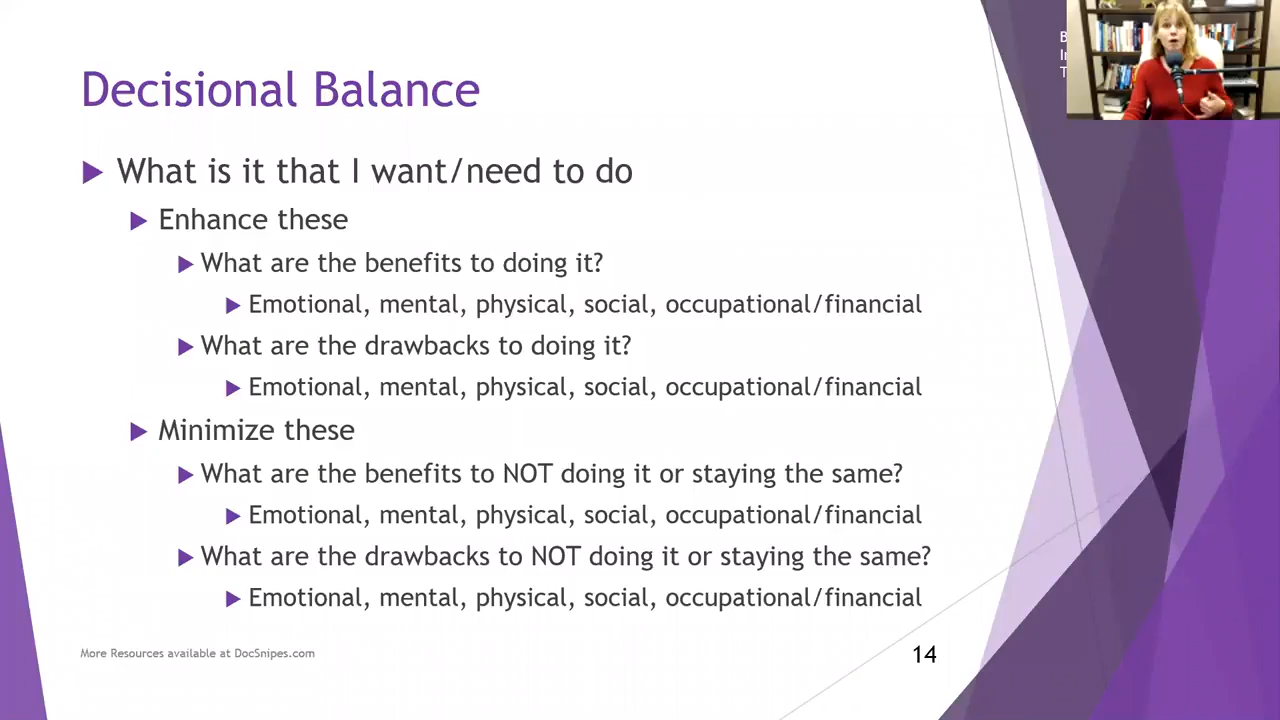 Decisional Balance
What is it that I want/need to do
Enhance these
What are the benefits to doing it?
Emotional, mental, physical, social, occupational/financial
What are the drawbacks to doing it?
Emotional, mental, physical, social, occupational/financial
Minimize these
What are the benefits to NOT doing it or staying the same?
Emotional, mental, physical, social, occupational/financial
What are the drawbacks to NOT doing it or staying the same?
Emotional, mental, physical, social, occupational/financial
More Resources available at DocSnipes.com
14